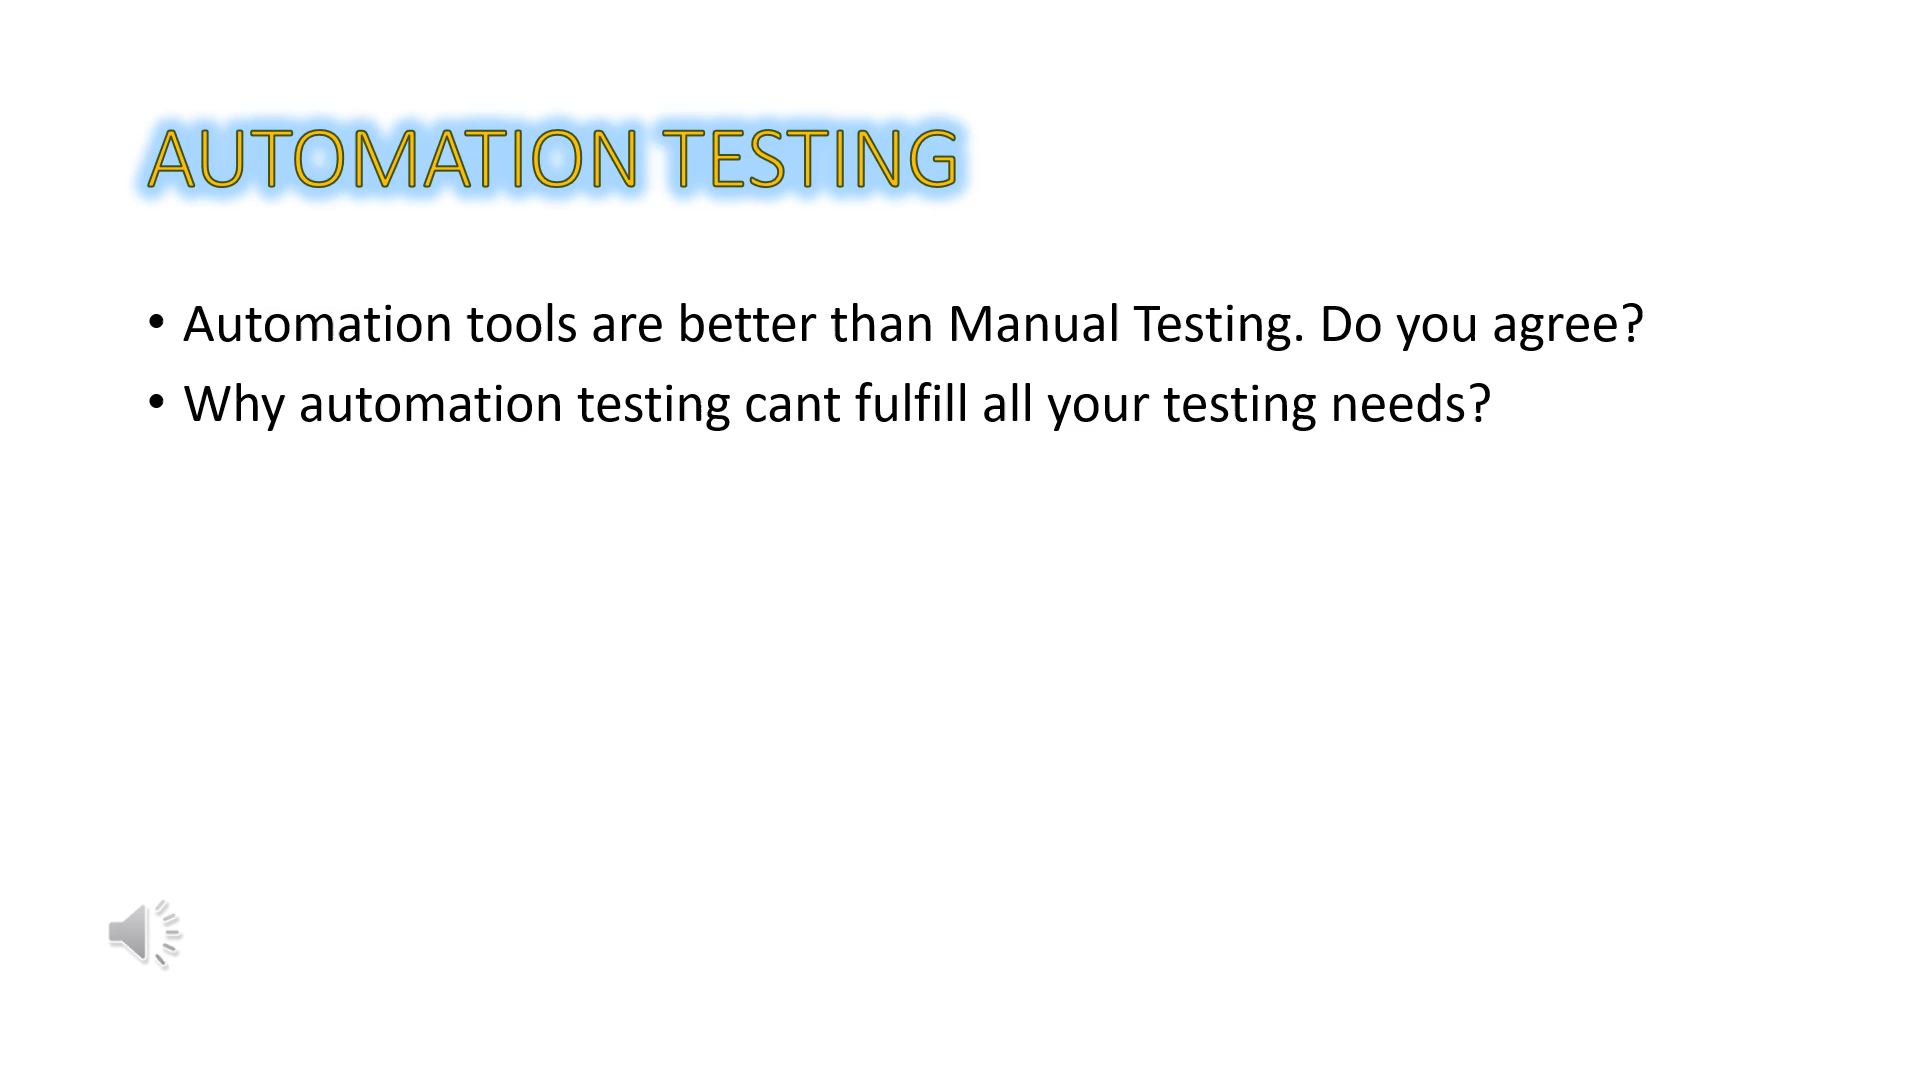 AUTOMATION TESTING
• Automation tools are better than Manual Testing. Do you agree?
• Why automation testing cant fulfill all your testing needs?